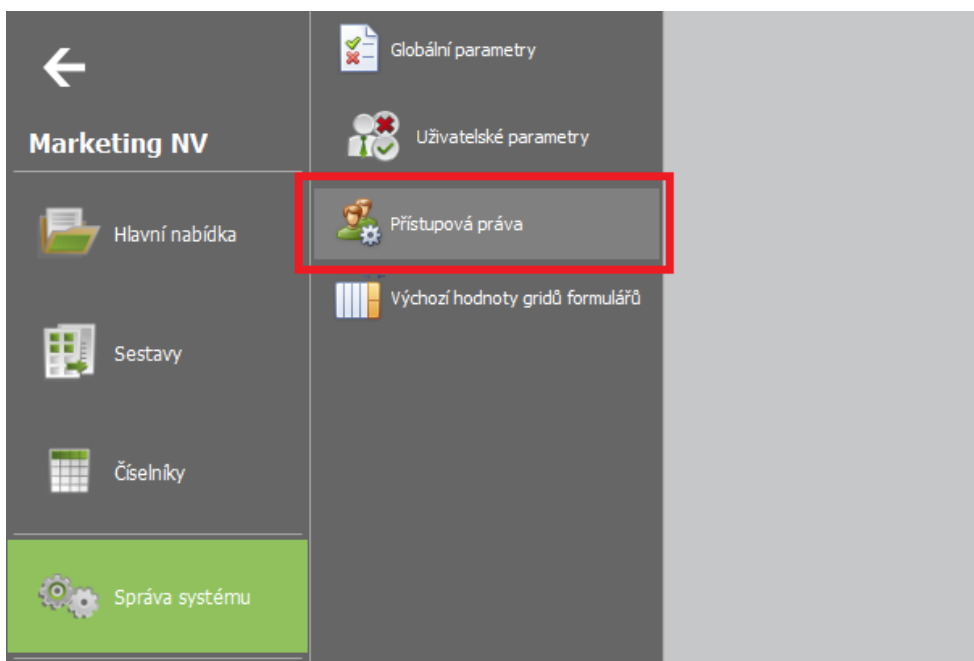 Marketing NV
Hlavní nabídka
Sestavy
Číselníky
Správa systému
Globální parametry
Uživatelské parametry
Přístupová práva
Výchozí hodnoty gridů formulářů